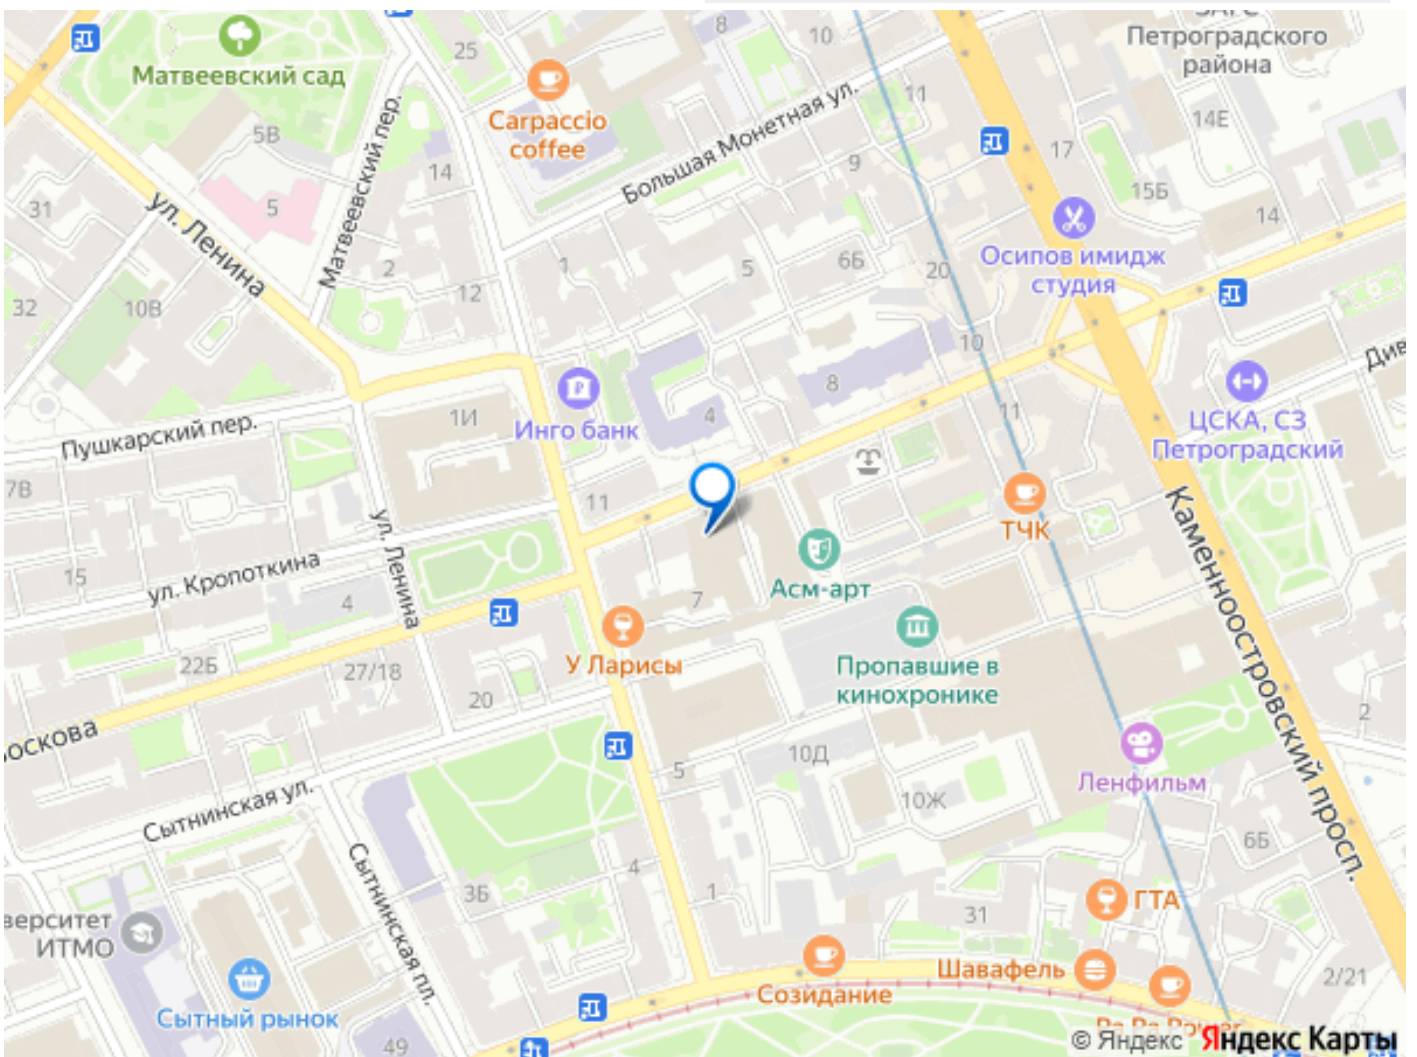 Петроградского
района
8
10
25
Матвеевский сад
Carpaccio
coffee
11
14Е
5В
Матвеевский пер.
Большая Монетная ул.
17
9
14
15Б
31
5
ул. Ленина
14
Осипов имидж
студия
2
1
5
6Б
20
12
32
10В
10
Див
8
1И
Инго банк
4
11
ЦСКА, СЗ
Петроградский
Пушкарский пер.
7В
11
ТЧК
Каменноостровский просп.
ул. Ленина
15
ул. Кропоткина
4
Асм-арт
7
22Б
27/18
У Ларисы
Пропавшие в
кинохронике
20
2
оскова
5
10Д
Ленфильм
Сытнинская ул.
10Ж
6Б
4
Сытнинская пл.
3Б
1
31
ГТА
верситет
ИТМО
Шавафель
2/21
Созидание
Сытный рынок
49
© Яндекс Яндекс Карты